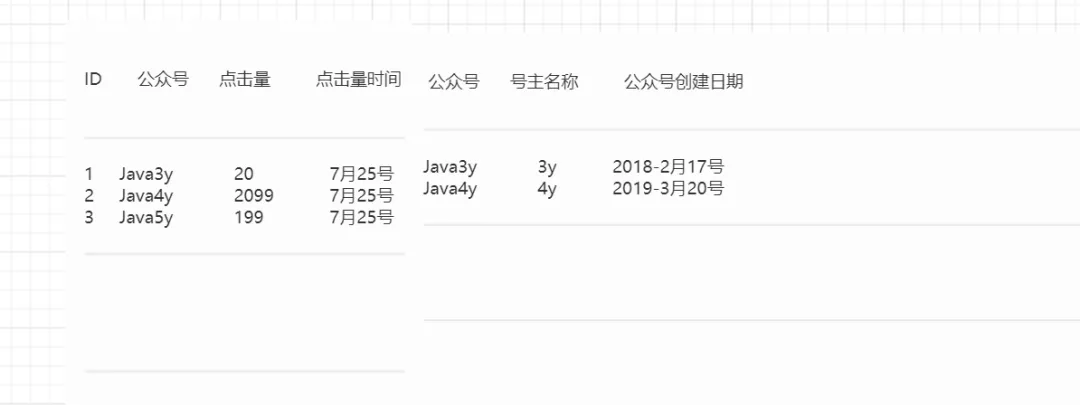 ID 公众号 点击量 点击量时间
1 Java3y 20 7月25号
2 Java4y 2099 7月25号
3 Java5y 199 7月25号
公众号 号主名称 公众号创建日期
Java3y 3y 2018-2月17号
Java4y 4y 2019-3月20号